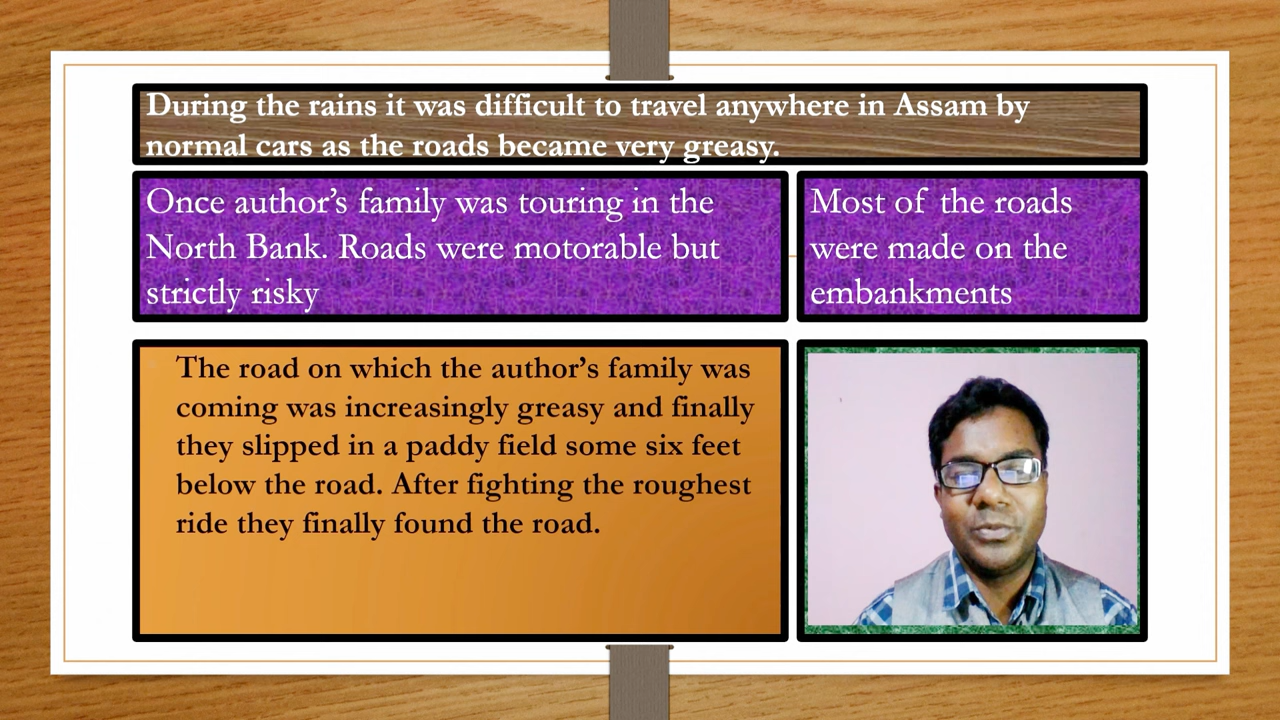 During the rains it was difficult to travel anywhere in Assam by
normal cars as the roads became very greasy.
Once author’s family was touring in the
North Bank. Roads were motorable but
strictly risky
Most of the roads
were made on the
embankments
The road on which the author’s family was
coming was increasingly greasy and finally
they slipped in a paddy field some six feet
below the road. After fighting the roughest
ride they finally found the road.